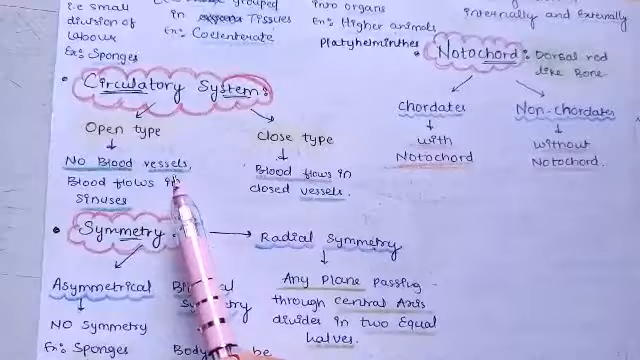 i.e small
division of
labour
Ex: Sponges
grouped
in Tissues
Ex: Coelenterate
into organs
Ex: Higher animals
Platyhelminthes
internally and Externally
• Notochord : Dorsal rod
like Bone
Chordates
with
Notochord
Non-chordates
without
Notochord.
• Circulatory System:
Open type
NO Blood vessels,
Blood flows in
sinuses
Close type
Blood flows in
closed vessels.
• Symmetry
Asymmetrical
NO Symmetry
Ex: Sponges
Body be
Radial Symmetry
Any plane passing
through central Axis
divides in two Equal
halves.